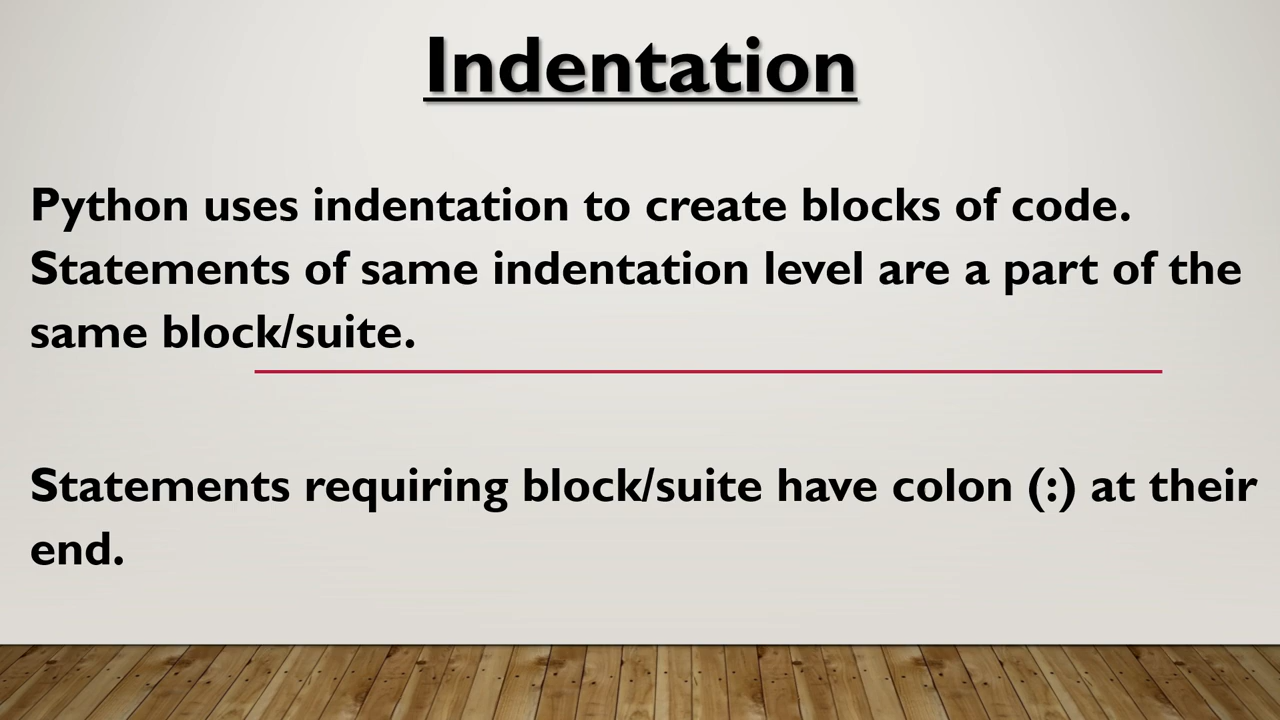 Indentation
Python uses indentation to create blocks of code.
Statements of same indentation level are a part of the
same block/suite.
Statements requiring block/suite have colon (:) at their
end.